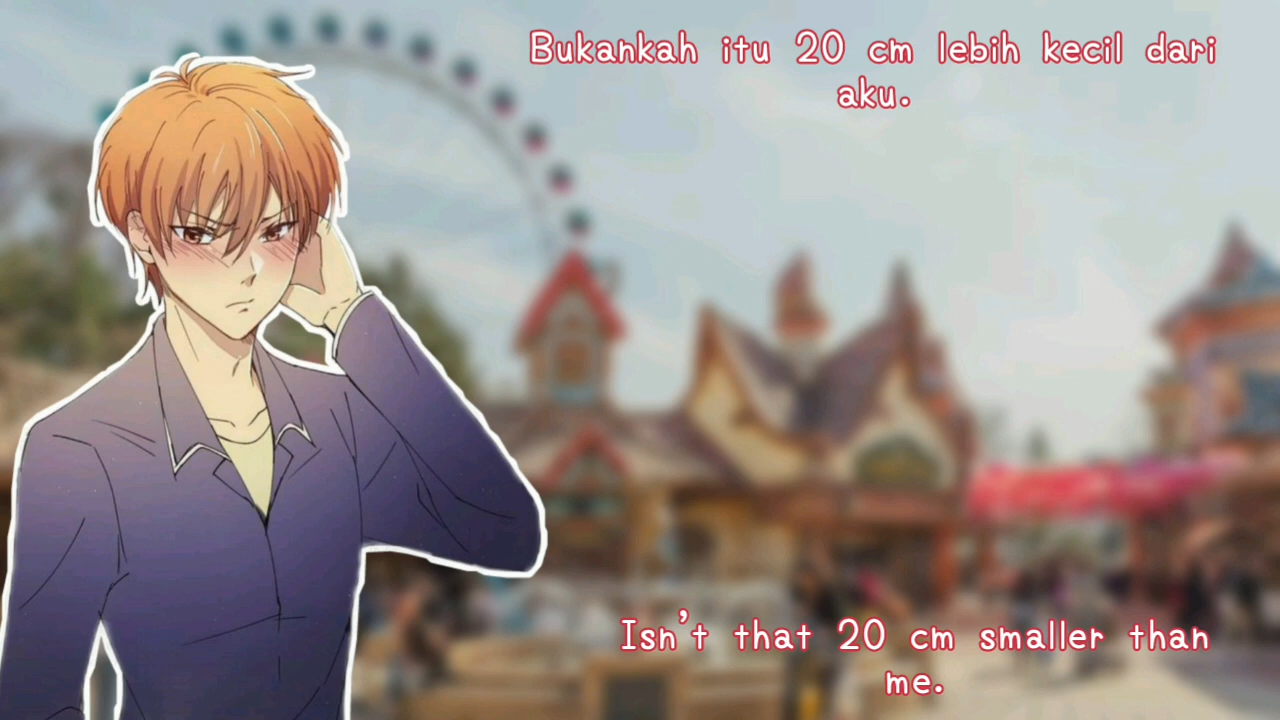 Bukankah itu 20 cm lebih kecil dari
aku.
Isn't that 20 cm smaller than
me.